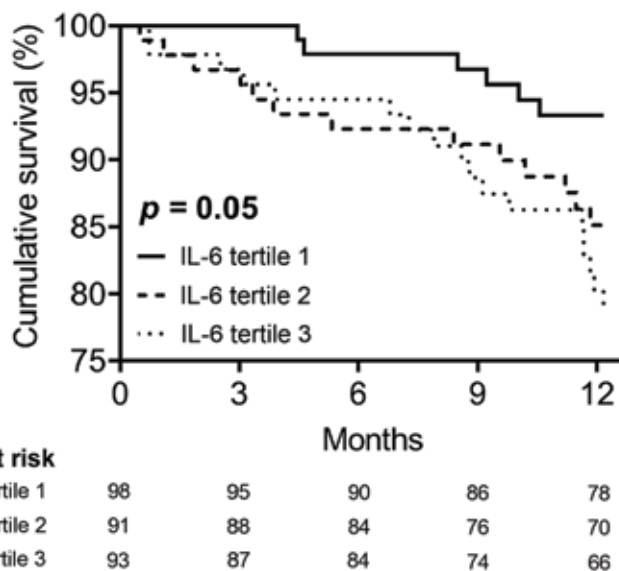 100
95
90
85
80
75
Cumulative survival (%)
p = 0.05
IL-6 tertile 1
IL-6 tertile 2
IL-6 tertile 3
0 3 6 9 12
Months
t risk
rtile 1 98 95 90 86 78
rtile 2 91 88 84 76 70
rtile 3 93 87 84 74 66